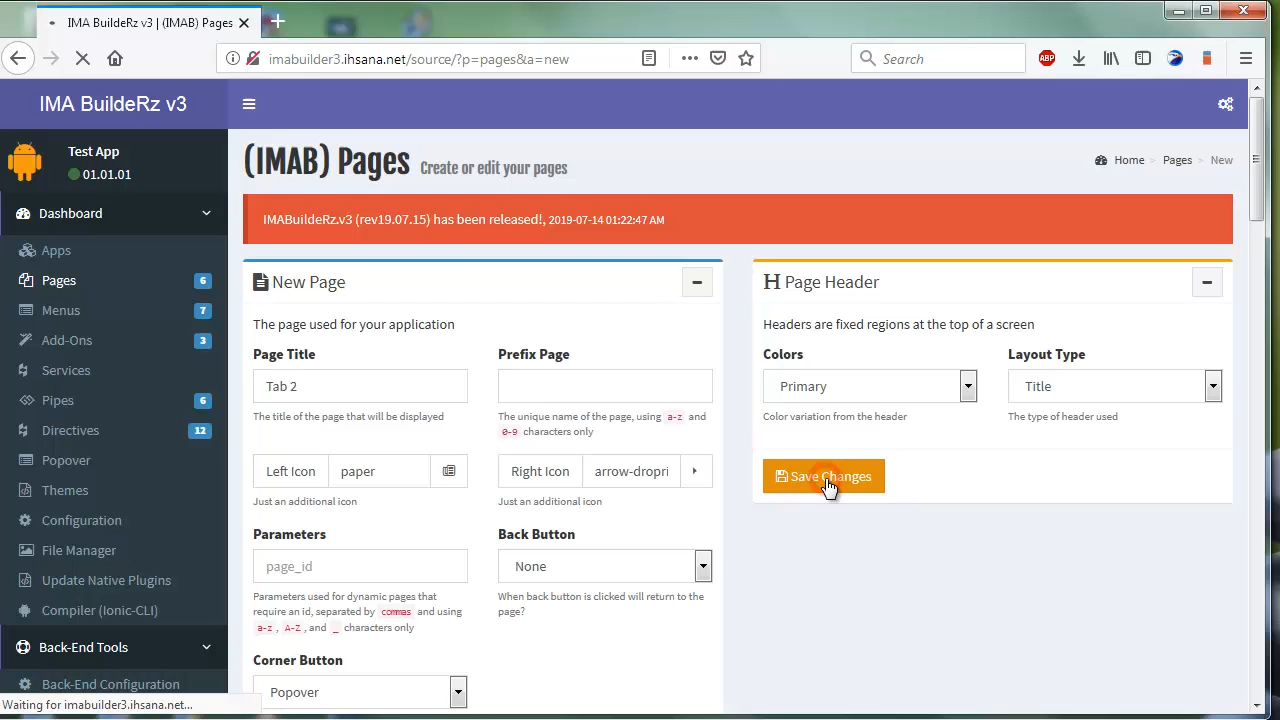 IMA BuildeRz v3 | (IMAB) Pages
imabuilder3.ihsana.net/source/?p=pages&a=new
Search
ABP
IMA BuildeRz v3
Test App
01.01.01
Dashboard
Apps
Pages 6
Menus 7
Add-Ons 3
Services
Pipes 6
Directives 12
Popover
Themes
Configuration
File Manager
Update Native Plugins
Compiler (Ionic-CLI)
Back-End Tools
Back-End Configuration
Waiting for imabuilder3.ihsana.net...
(IMAB) Pages Create or edit your pages
Home > Pages > New
IMABuildeRz.v3 (rev19.07.15) has been released!, 2019-07-14 01:22:47 AM
New Page
The page used for your application
Page Title
Tab 2
The title of the page that will be displayed
Prefix Page
The unique name of the page, using a-z and
0-9 characters only
Left Icon paper
Just an additional icon
Right Icon arrow-dropri
Just an additional icon
Parameters
page_id
Parameters used for dynamic pages that
require an id, separated by commas and using
a-z, A-Z, and _ characters only
Back Button
None
When back button is clicked will return to the
page?
Corner Button
Popover
Page Header
Headers are fixed regions at the top of a screen
Colors
Primary
Color variation from the header
Layout Type
Title
The type of header used
Save Changes